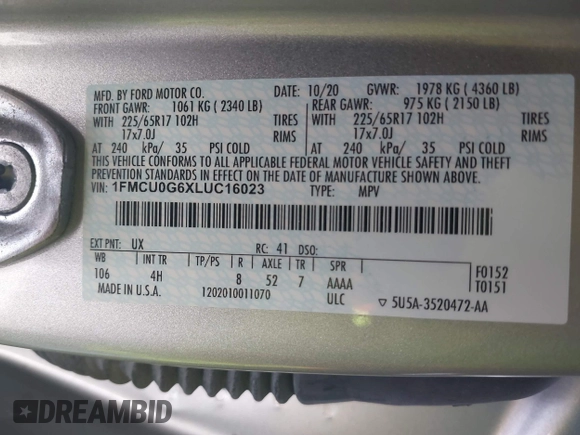 MFD. BY FORD MOTOR CO. DATE: 10/20 GVWR: 1978 KG ( 4360 LB)
FRONT GAWR: 1061 KG ( 2340 LB) REAR GAWR: 975 KG ( 2150 LB)
WITH 225/65R17 102H TIRES WITH 225/65R17 102H TIRES
17x7.0J RIMS 17x7.0J RIMS
AT 240 kPa/ 35 PSI COLD AT 240 kPa/ 35 PSI COLD
THIS VEHICLE CONFORMS TO ALL APPLICABLE FEDERAL MOTOR VEHICLE SAFETY AND THEFT
PREVENTION STANDARDS IN EFFECT ON THE DATE OF MANUFACTURE SHOWN ABOVE.
VIN: 1FMCU0G6XLUC16023 TYPE: MPV
EXT PNT: UX RC: 41 DSO:
WB INT TR TP/PS R AXLE TR SPR F0152
106 4H 8 52 7 AAAA T0151
MADE IN U.S.A. 1202010011070 ULC ▽ 5U5A-3520472-AA
DREAMBID